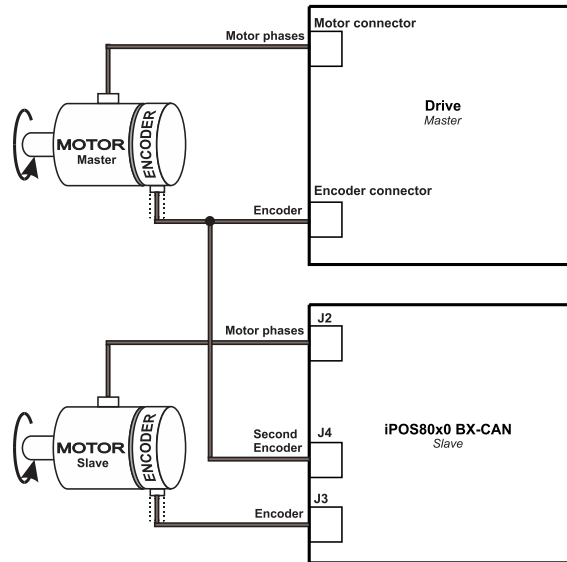 Motor connector
Motor phases
Drive
Master
MOTOR
Master
ENCODER
Encoder connector
Encoder
J2
Motor phases
iPOS80x0 BX-CAN
Slave
MOTOR
Slave
ENCODER
Second
Encoder
J4
J3
Encoder